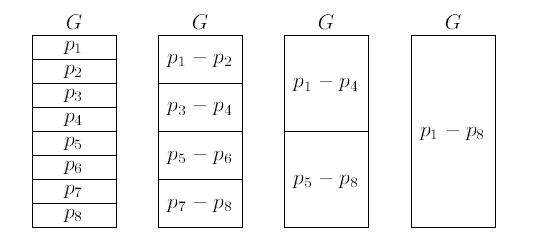 G G G G
p₁ p₁ − p₂ p₁ − p₄ p₁ − p₈
p₂
p₃ p₃ − p₄
p₄
p₅ p₅ − p₆ p₅ − p₈
p₆
p₇ p₇ − p₈
p₈